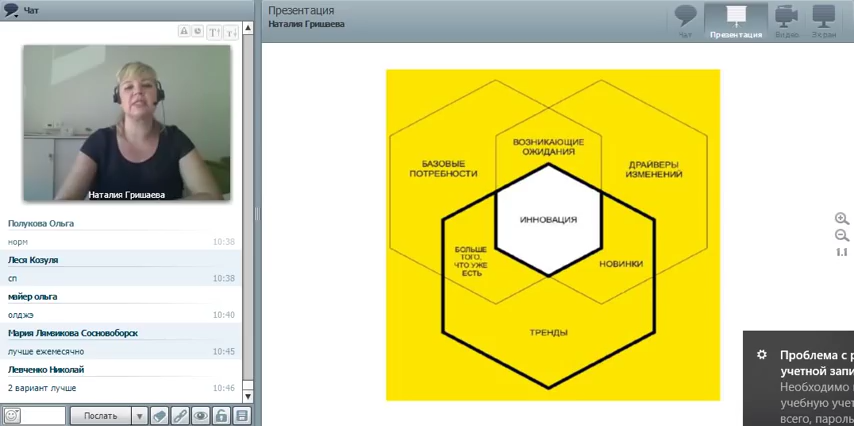 Чат
Наталия Гришаева
Полукова Ольга
норм 10:38
Леся Козуля
сп 10:38
майер ольга
олджэ 10:40
Мария Лямзикова Сосновоборск
лучше ежемесячно 10:45
Левченко Николай
2 вариант лучше 10:46
Послать
Презентация
Наталия Гришаева
Чат
Презентация
Видео
Экран
БАЗОВЫЕ
ПОТРЕБНОСТИ
ВОЗНИКАЮЩИЕ
ОЖИДАНИЯ
ДРАЙВЕРЫ
ИЗМЕНЕНИЙ
ИННОВАЦИЯ
БОЛЬШЕ
ТОГО,
ЧТО УЖЕ
ЕСТЬ
НОВИНКИ
ТРЕНДЫ
1.1
Проблема с р
учетной запи
Необходимо
учебную учет
всего, пароль